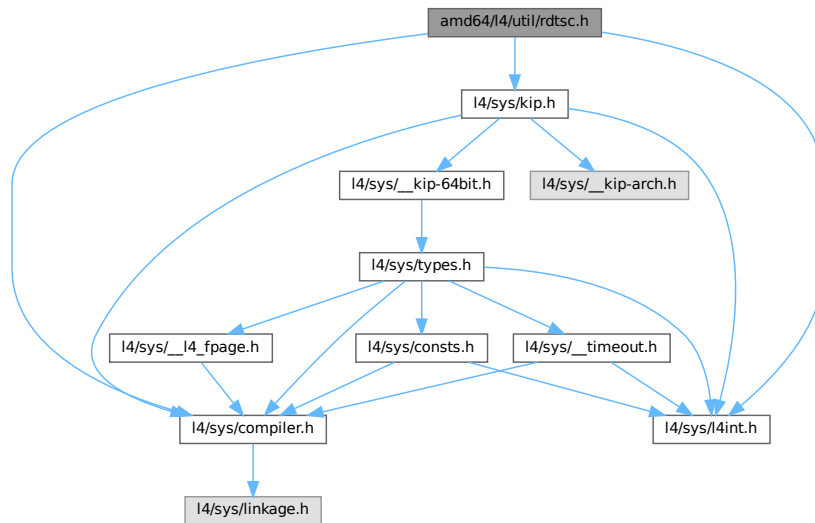 amd64/l4/util/rdtsc.h
l4/sys/kip.h
l4/sys/__kip-64bit.h
l4/sys/__kip-arch.h
l4/sys/types.h
l4/sys/__l4_fpage.h
l4/sys/consts.h
l4/sys/__timeout.h
l4/sys/compiler.h
l4/sys/l4int.h
l4/sys/linkage.h